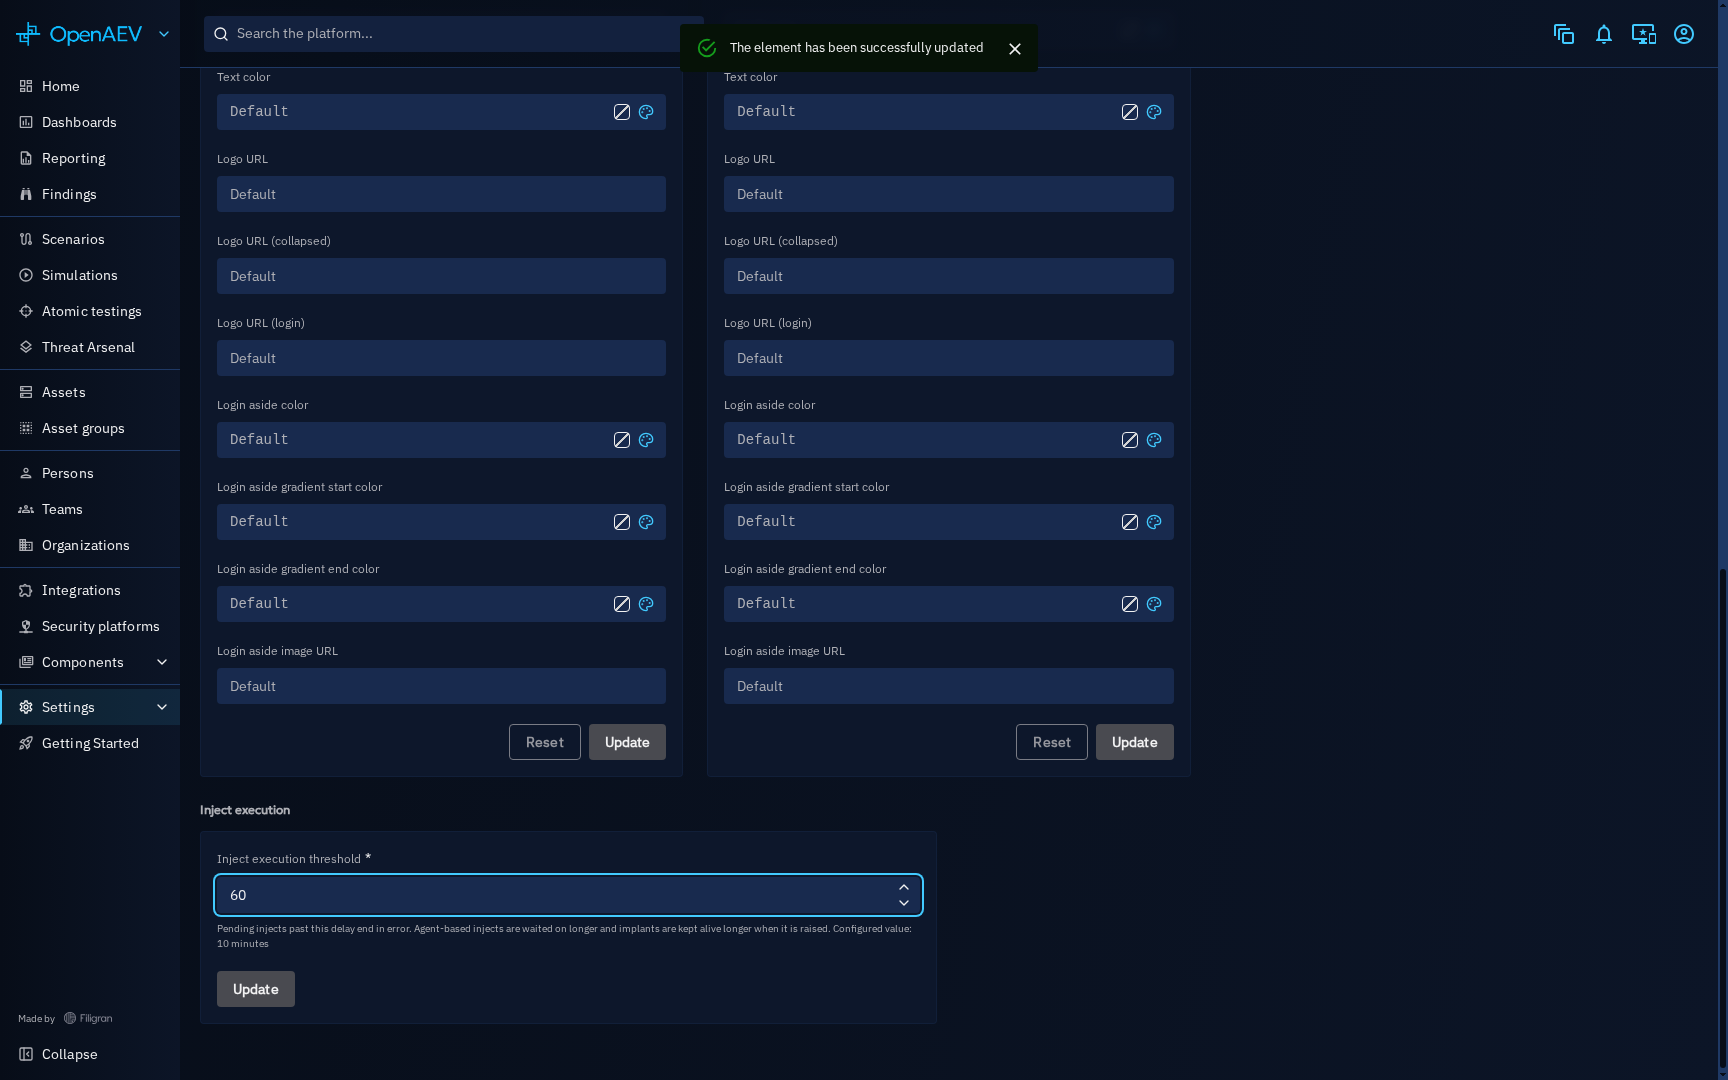 OpenAEV
Search the platform...
The element has been successfully updated
Home
Dashboards
Reporting
Findings
Scenarios
Simulations
Atomic testings
Threat Arsenal
Assets
Asset groups
Persons
Teams
Organizations
Integrations
Security platforms
Components
Settings
Getting Started
Made by Filigran
Collapse
Text color
Default
Logo URL
Default
Logo URL (collapsed)
Default
Logo URL (login)
Default
Login aside color
Default
Login aside gradient start color
Default
Login aside gradient end color
Default
Login aside image URL
Default
Reset Update
Text color
Default
Logo URL
Default
Logo URL (collapsed)
Default
Logo URL (login)
Default
Login aside color
Default
Login aside gradient start color
Default
Login aside gradient end color
Default
Login aside image URL
Default
Reset Update
Inject execution
Inject execution threshold *
60
Pending injects past this delay end in error. Agent-based injects are waited on longer and implants are kept alive longer when it is raised. Configured value:
10 minutes
Update